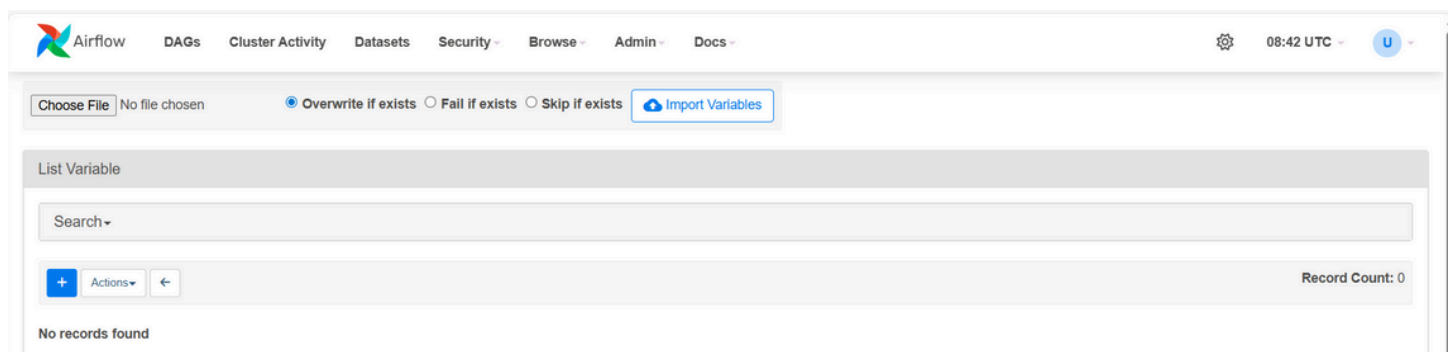 Airflow DAGs Cluster Activity Datasets Security Browse Admin Docs 08:42 UTC U
Choose File No file chosen Overwrite if exists Fail if exists Skip if exists Import Variables
List Variable
Search
+ Actions ←
Record Count: 0
No records found